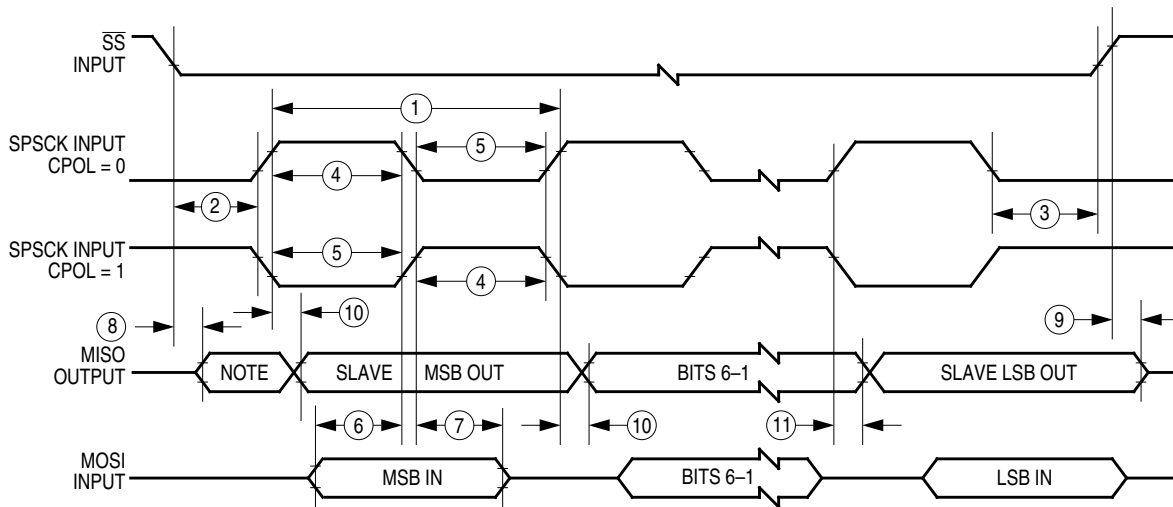 SS
INPUT
1
SPSCK INPUT
CPOL = 0
5
4
2
3
SPSCK INPUT
CPOL = 1
5
4
8
10
9
MISO
OUTPUT
NOTE
SLAVE MSB OUT
BITS 6–1
SLAVE LSB OUT
6
7
10
11
MOSI
INPUT
MSB IN
BITS 6–1
LSB IN